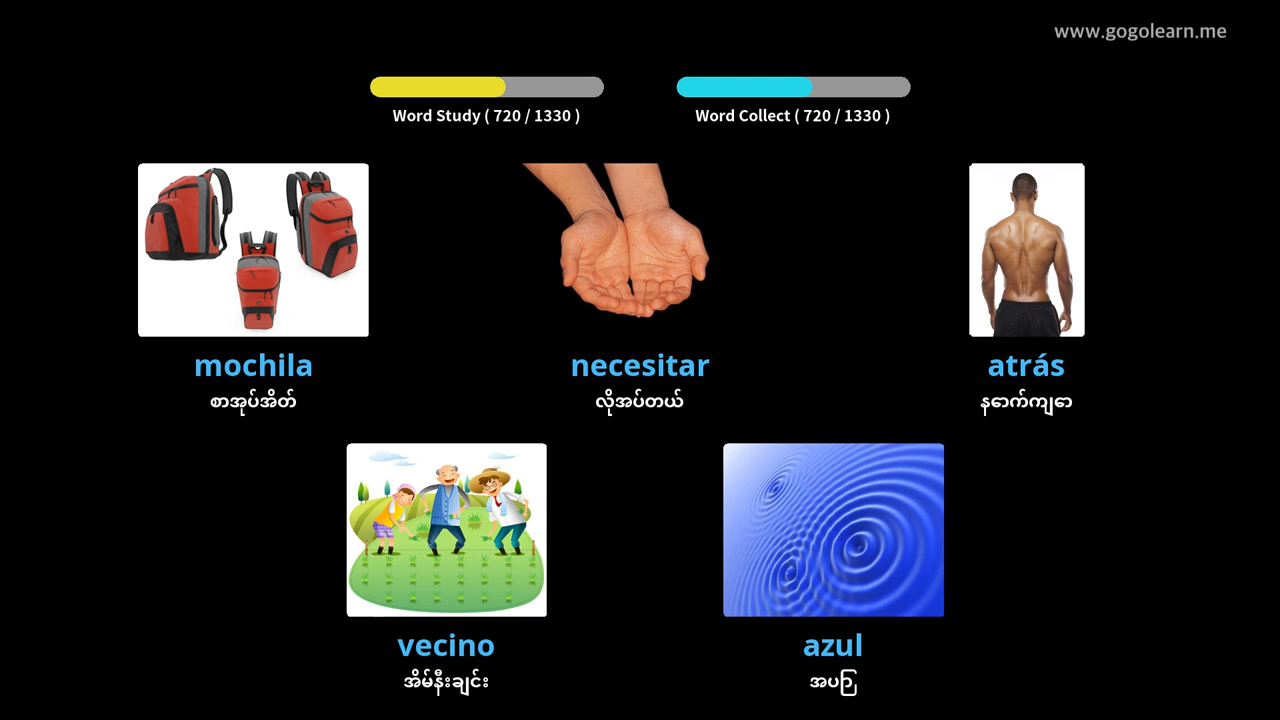 www.gogolearn.me
Word Study ( 720 / 1330 )
Word Collect ( 720 / 1330 )
mochila
စာအုပ်အိတ်
necesitar
လိုအပ်တယ်
atrás
နောက်ကျော
vecino
အိမ်နီးချင်း
azul
အပြာ